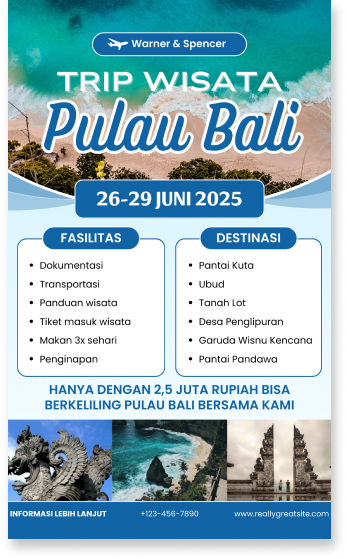 Warner & Spencer
TRIP WISATA
Pulau Bali
26-29 JUNI 2025
FASILITAS
• Dokumentasi
• Transportasi
• Panduan wisata
• Tiket masuk wisata
• Makan 3x sehari
• Penginapan
DESTINASI
• Pantai Kuta
• Ubud
• Tanah Lot
• Desa Penglipuran
• Garuda Wisnu Kencana
• Pantai Pandawa
HANYA DENGAN 2,5 JUTA RUPIAH BISA
BERKELILING PULAU BALI BERSAMA KAMI
INFORMASI LEBIH LANJUT +123-456-7890 www.reallygreatsite.com